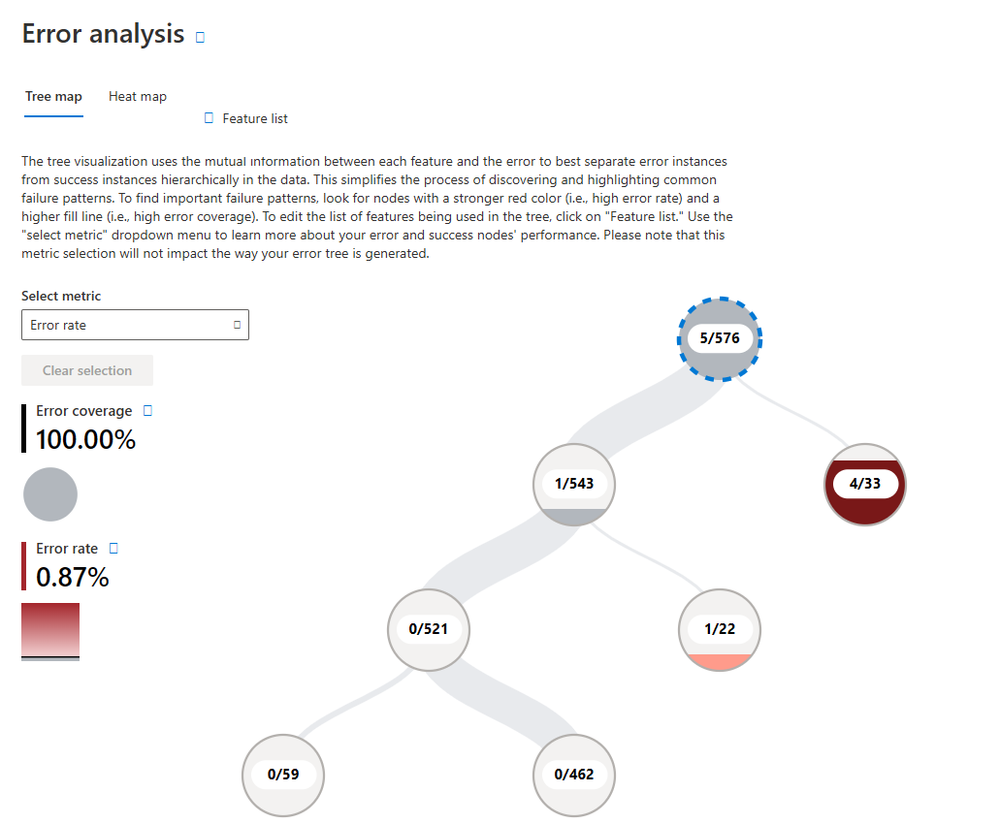 Error analysis
Tree map
Heat map
Feature list
The tree visualization uses the mutual information between each feature and the error to best separate error instances
from success instances hierarchically in the data. This simplifies the process of discovering and highlighting common
failure patterns. To find important failure patterns, look for nodes with a stronger red color (i.e., high error rate) and a
higher fill line (i.e., high error coverage). To edit the list of features being used in the tree, click on "Feature list." Use the
"select metric" dropdown menu to learn more about your error and success nodes' performance. Please note that this
metric selection will not impact the way your error tree is generated.
Select metric
Error rate
Clear selection
Error coverage
100.00%
Error rate
0.87%
5/576
1/543
4/33
0/521
1/22
0/59
0/462